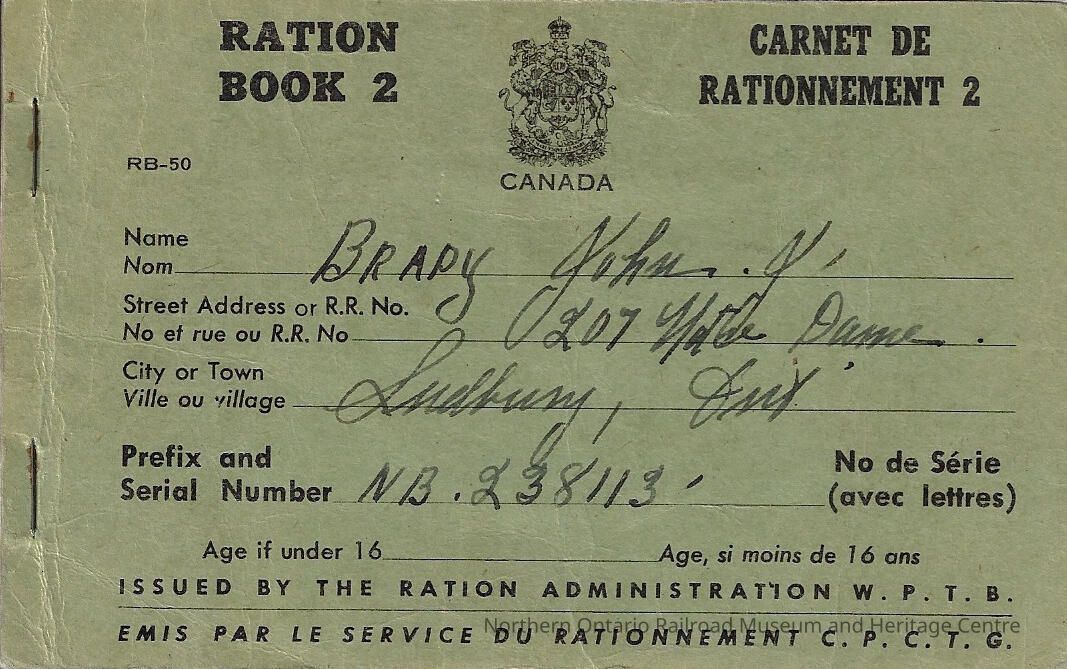 RATION
BOOK 2
CARNET DE
RATIONNEMENT 2
RB-50
CANADA
Name BRADY John. J.
Nom
Street Address or R.R. No. 207 Notre Dame.
No et rue ou R.R. No
City or Town Sudbury, Ont.
Ville ou village
Prefix and
Serial Number NB. 238113
No de Série
(avec lettres)
Age if under 16 Age, si moins de 16 ans
ISSUED BY THE RATION ADMINISTRATION W. P. T. B.
EMIS PAR LE SERVICE DU RATIONNEMENT C. P. C. T. G.
Northern Ontario Railroad Museum and Heritage Centre